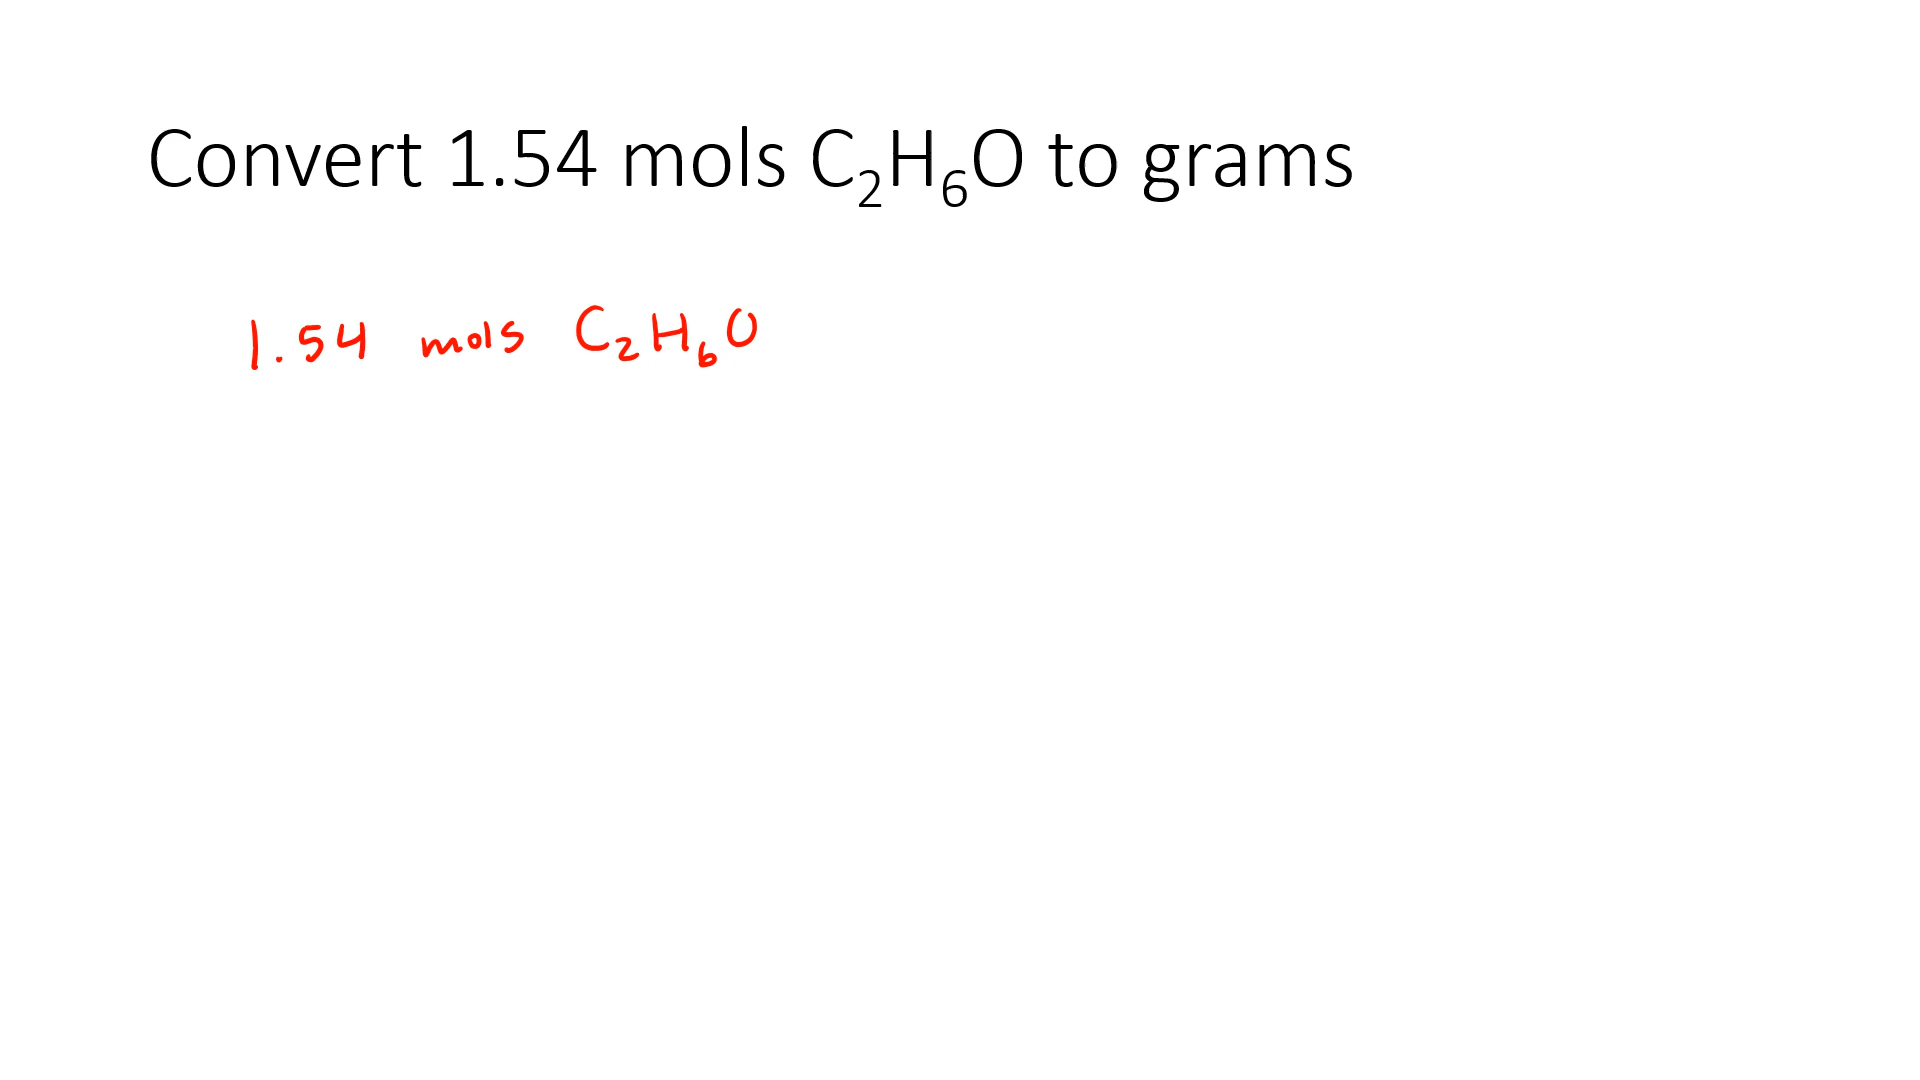 Convert 1.54 mols C₂H₆O to grams
1.54 mols C₂H₆O